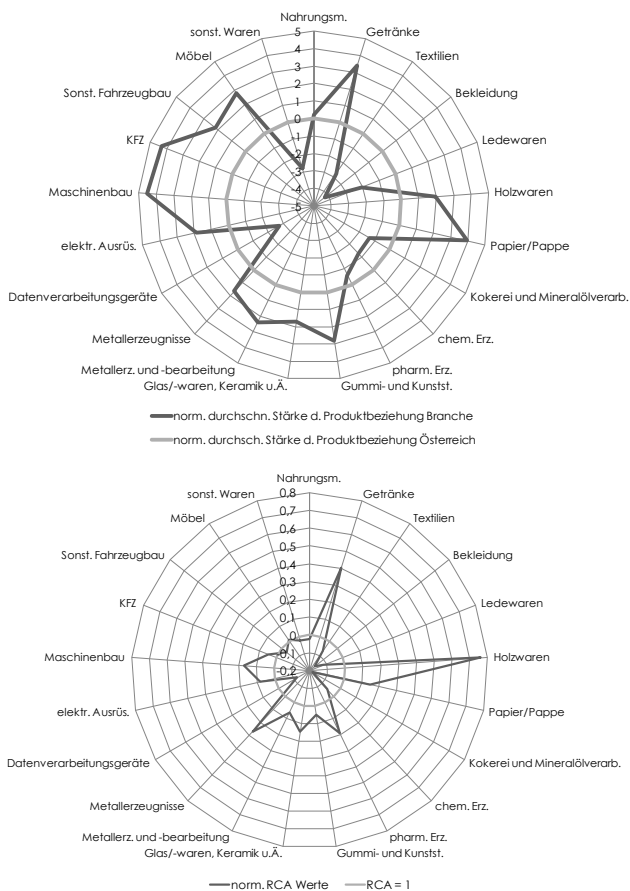 Nahrungsm.
sonst. Waren
Getränke
Möbel
Textilien
Sonst. Fahrzeugbau
Bekleidung
KFZ
Ledewaren
Maschinenbau
Holzwaren
elektr. Ausrüs.
Papier/Pappe
Datenverarbeitungsgeräte
Kokerei und Mineralölverarb.
Metallerzeugnisse
chem. Erz.
Metallerz. und -bearbeitung
pharm. Erz.
Glas/-waren, Keramik u.Ä.
Gummi- und Kunstst.
5
4
3
2
1
0
-1
-2
-3
-4
-5
norm. durchschn. Stärke d. Produktbeziehung Branche
norm. durchsch. Stärke d. Produktbeziehung Österreich
Nahrungsm.
sonst. Waren
Getränke
Möbel
Textilien
Sonst. Fahrzeugbau
Bekleidung
KFZ
Ledewaren
Maschinenbau
Holzwaren
elektr. Ausrüs.
Papier/Pappe
Datenverarbeitungsgeräte
Kokerei und Mineralölverarb.
Metallerzeugnisse
chem. Erz.
Metallerz. und -bearbeitung
pharm. Erz.
Glas/-waren, Keramik u.Ä.
Gummi- und Kunstst.
0,8
0,7
0,6
0,5
0,4
0,3
0,2
0,1
0
-0,1
-0,2
norm. RCA Werte
RCA = 1